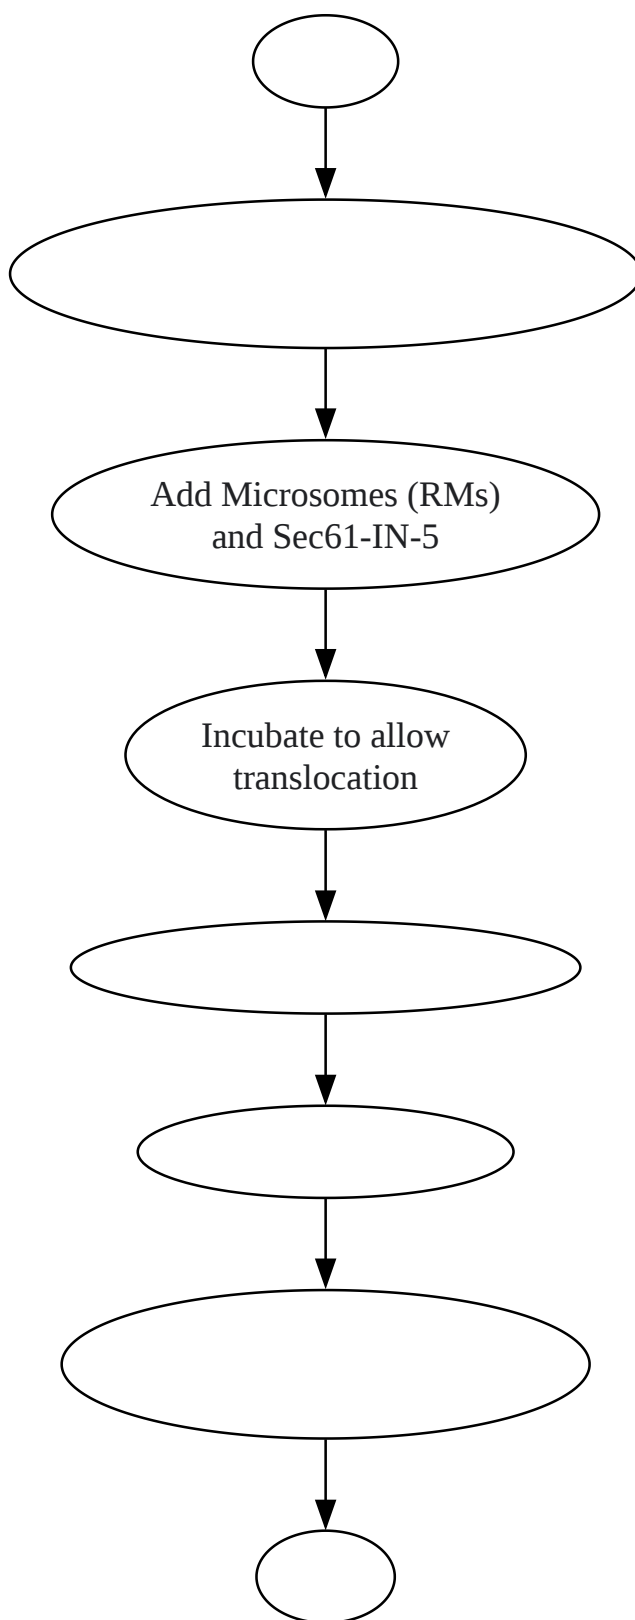 Add Microsomes (RMs)
and Sec61-IN-5
Incubate to allow
translocation